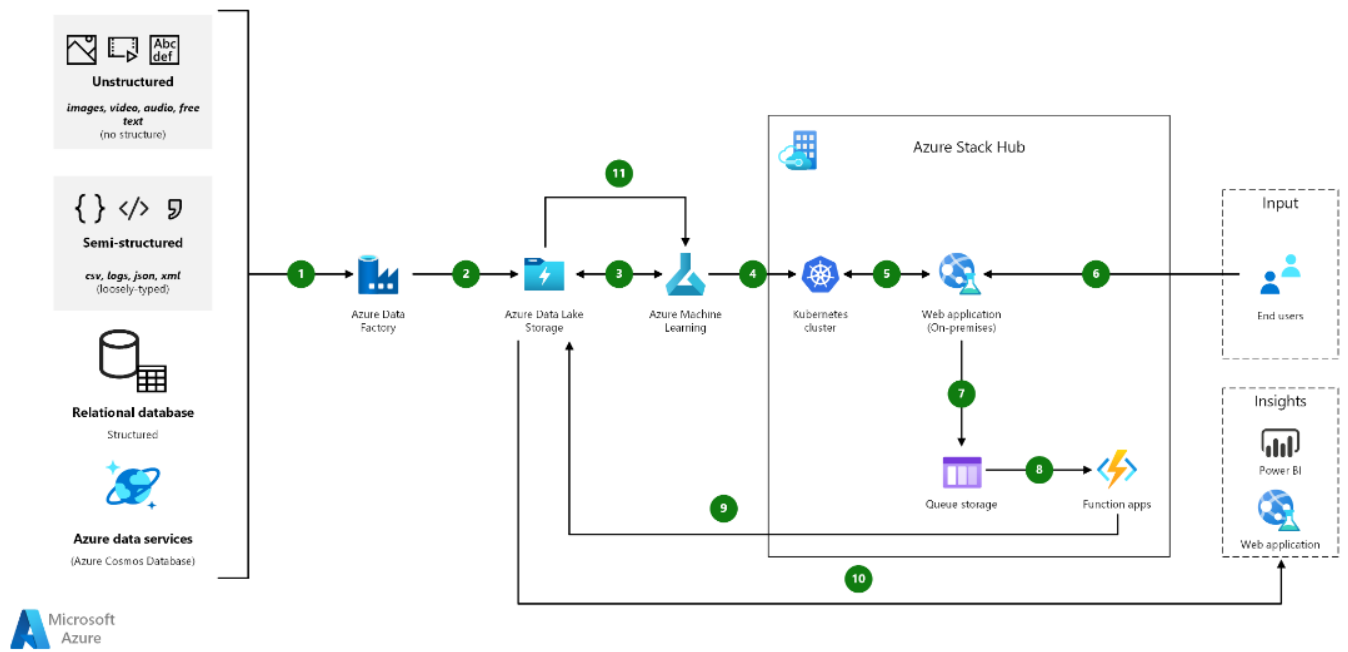 Abc
def
Unstructured
images, video, audio, free
text
(no structure)
{ } </> ,
Semi-structured
csv, logs, json, xml
(loosely-typed)
Relational database
Structured
Azure data services
(Azure Cosmos Database)
Microsoft
Azure
1
Azure Data
Factory
2
Azure Data Lake
Storage
11
3
Azure Machine
Learning
4
Azure Stack Hub
Kubernetes
cluster
5
Web application
(On-premises)
6
7
Queue storage
8
Function apps
9
10
Input
End users
Insights
Power BI
Web application